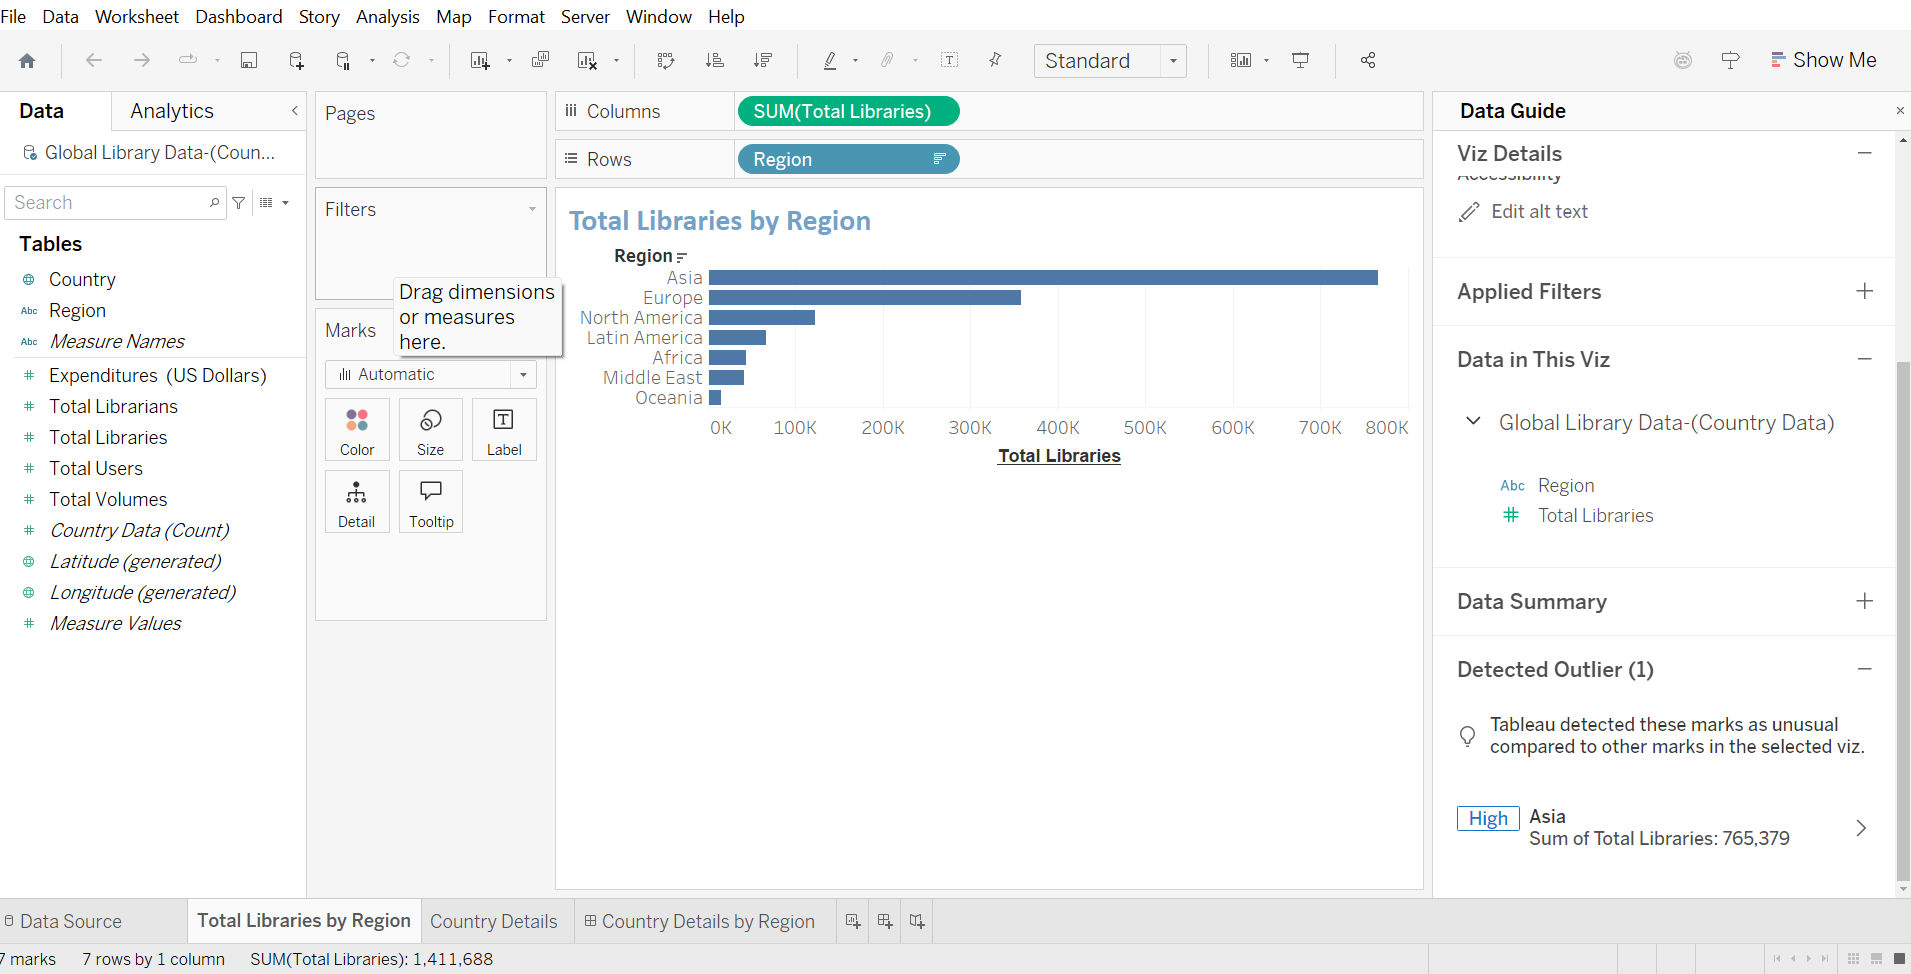 File Data Worksheet Dashboard Story Analysis Map Format Server Window Help
Standard
Show Me
Data Analytics
Global Library Data-(Coun...
Search
Tables
Country
Abc Region
Abc Measure Names
# Expenditures (US Dollars)
# Total Librarians
# Total Libraries
# Total Users
# Total Volumes
# Country Data (Count)
Latitude (generated)
Longitude (generated)
# Measure Values
Pages
Filters
Drag dimensions
or measures
here.
Marks
Automatic
Color Size Label
Detail Tooltip
Columns SUM(Total Libraries)
Rows Region
Total Libraries by Region
Region
Asia
Europe
North America
Latin America
Africa
Middle East
Oceania
0K 100K 200K 300K 400K 500K 600K 700K 800K
Total Libraries
Data Guide
Viz Details
Accessibility
Edit alt text
Applied Filters
Data in This Viz
Global Library Data-(Country Data)
Abc Region
# Total Libraries
Data Summary
Detected Outlier (1)
Tableau detected these marks as unusual
compared to other marks in the selected viz.
High Asia
Sum of Total Libraries: 765,379
Data Source Total Libraries by Region Country Details Country Details by Region
7 marks 7 rows by 1 column SUM(Total Libraries): 1,411,688